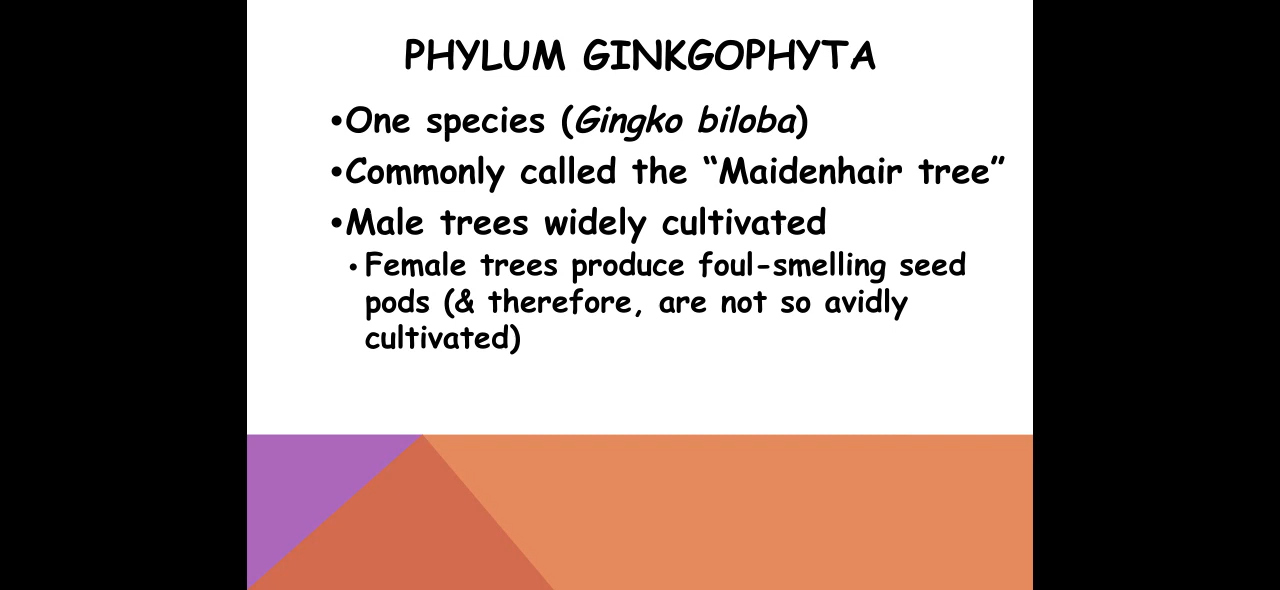 PHYLUM GINKGOPHYTA
•One species (Gingko biloba)
•Commonly called the “Maidenhair tree”
•Male trees widely cultivated
•Female trees produce foul-smelling seed
pods (& therefore, are not so avidly
cultivated)